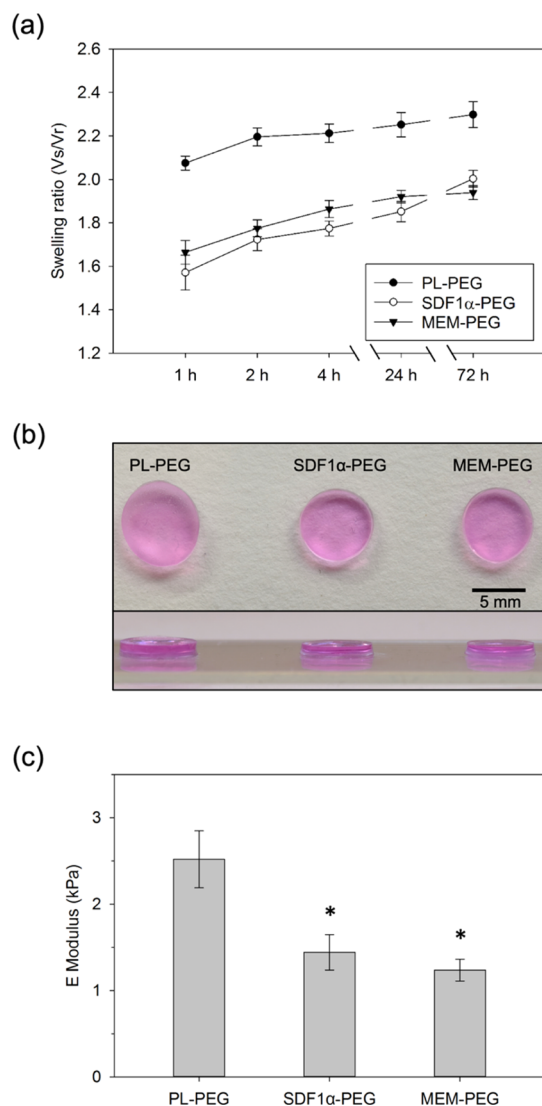 (a)
Swelling ratio (Vs/Vr)
2.6
2.4
2.2
2.0
1.8
1.6
1.4
1.2
PL-PEG
SDF1α-PEG
MEM-PEG
1 h 2 h 4 h 24 h 72 h
(b)
PL-PEG SDF1α-PEG MEM-PEG
5 mm
(c)
E Modulus (kPa)
3
2
1
0
* *
PL-PEG SDF1α-PEG MEM-PEG